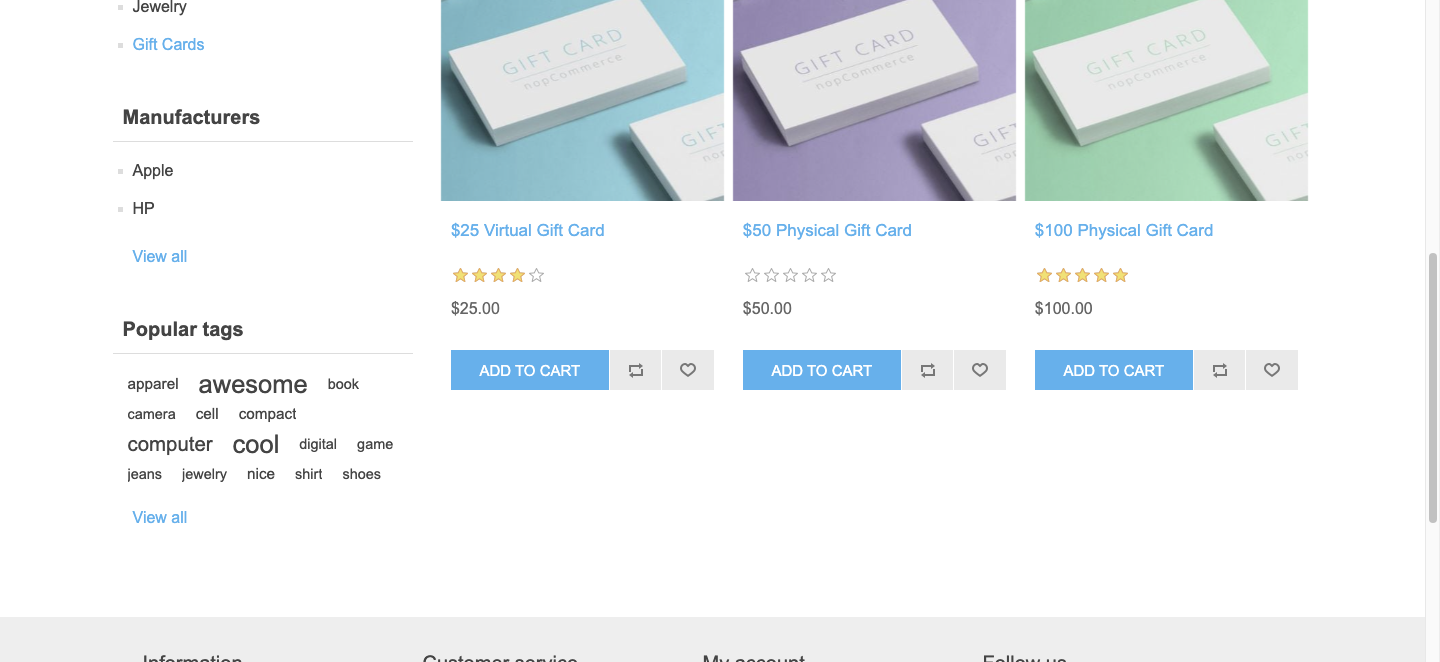 Jewelry
Gift Cards
Manufacturers
Apple
HP
View all
Popular tags
apparel awesome book
camera cell compact
computer cool digital game
jeans jewelry nice shirt shoes
View all
GIFT CARD
nopCommerce
GIFT
$25 Virtual Gift Card
$25.00
ADD TO CART
GIFT CARD
nopCommerce
GIFT
$50 Physical Gift Card
$50.00
ADD TO CART
GIFT CARD
nopCommerce
GIFT
$100 Physical Gift Card
$100.00
ADD TO CART
Information Customer service My account Follow us